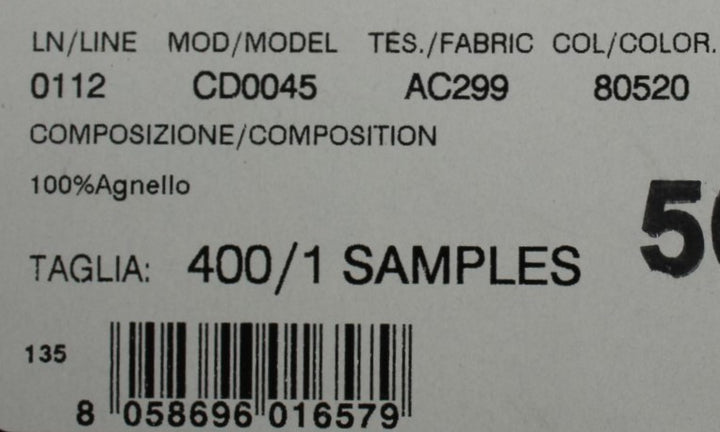 LN/LINE MOD/MODEL TES./FABRIC COL/COLOR.
0112 CD0045 AC299 80520
COMPOSIZIONE/COMPOSITION
100%Agnello
TAGLIA: 400/1 SAMPLES
135
8 058696 016579